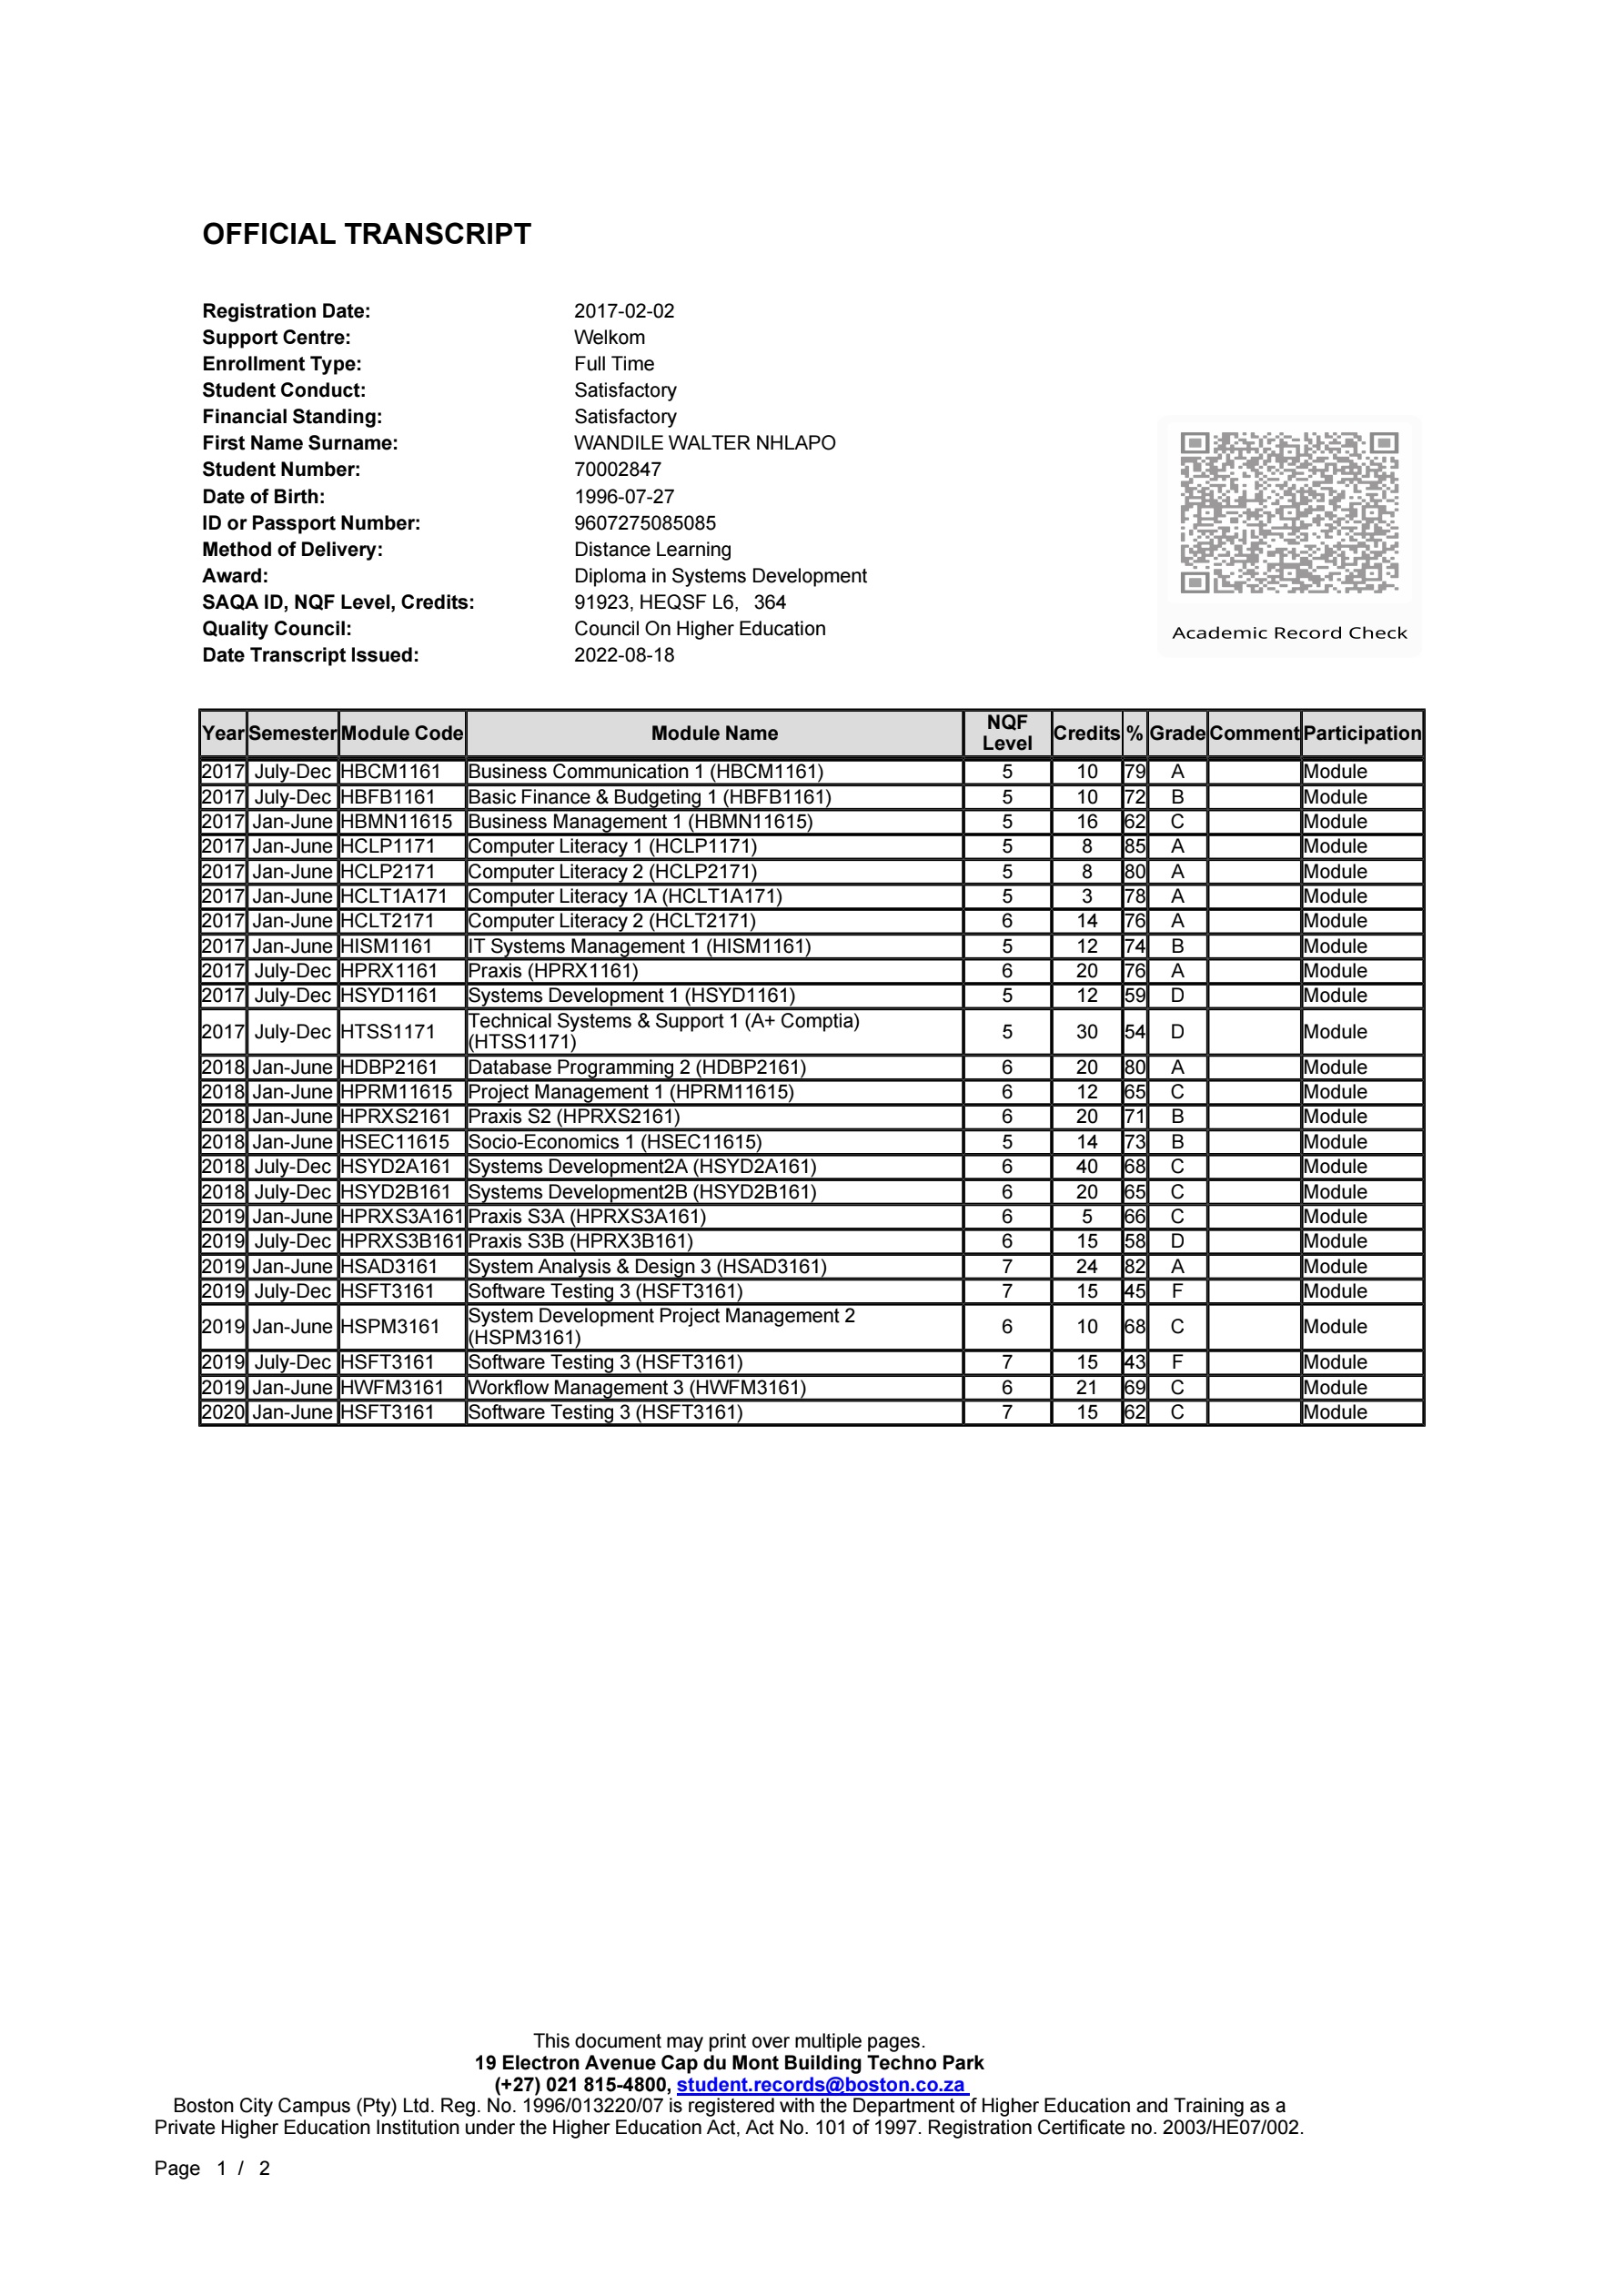 OFFICIAL TRANSCRIPT
Registration Date: 2017-02-02
Support Centre: Welkom
Enrollment Type: Full Time
Student Conduct: Satisfactory
Financial Standing: Satisfactory
First Name Surname: WANDILE WALTER NHLAPO
Student Number: 70002847
Date of Birth: 1996-07-27
ID or Passport Number: 9607275085085
Method of Delivery: Distance Learning
Award: Diploma in Systems Development
SAQA ID, NQF Level, Credits: 91923, HEQSF L6, 364
Quality Council: Council On Higher Education
Date Transcript Issued: 2022-08-18
Academic Record Check
Year Semester Module Code Module Name NQF Level Credits % Grade Comment Participation
2017 July-Dec HBCM1161 Business Communication 1 (HBCM1161) 5 10 79 A Module
2017 July-Dec HBFB1161 Basic Finance & Budgeting 1 (HBFB1161) 5 10 72 B Module
2017 Jan-June HBMN11615 Business Management 1 (HBMN11615) 5 16 62 C Module
2017 Jan-June HCLP1171 Computer Literacy 1 (HCLP1171) 5 8 85 A Module
2017 Jan-June HCLP2171 Computer Literacy 2 (HCLP2171) 5 8 80 A Module
2017 Jan-June HCLT1A171 Computer Literacy 1A (HCLT1A171) 5 3 78 A Module
2017 Jan-June HCLT2171 Computer Literacy 2 (HCLT2171) 6 14 76 A Module
2017 Jan-June HISM1161 IT Systems Management 1 (HISM1161) 5 12 74 B Module
2017 July-Dec HPRX1161 Praxis (HPRX1161) 6 20 76 A Module
2017 July-Dec HSYD1161 Systems Development 1 (HSYD1161) 5 12 59 D Module
2017 July-Dec HTSS1171 Technical Systems & Support 1 (A+ Comptia) (HTSS1171) 5 30 54 D Module
2018 Jan-June HDBP2161 Database Programming 2 (HDBP2161) 6 20 80 A Module
2018 Jan-June HPRM11615 Project Management 1 (HPRM11615) 6 12 65 C Module
2018 Jan-June HPRXS2161 Praxis S2 (HPRXS2161) 6 20 71 B Module
2018 Jan-June HSEC11615 Socio-Economics 1 (HSEC11615) 5 14 73 B Module
2018 July-Dec HSYD2A161 Systems Development2A (HSYD2A161) 6 40 68 C Module
2018 July-Dec HSYD2B161 Systems Development2B (HSYD2B161) 6 20 65 C Module
2019 Jan-June HPRXS3A161 Praxis S3A (HPRXS3A161) 6 5 66 C Module
2019 July-Dec HPRXS3B161 Praxis S3B (HPRX3B161) 6 15 58 D Module
2019 Jan-June HSAD3161 System Analysis & Design 3 (HSAD3161) 7 24 82 A Module
2019 July-Dec HSFT3161 Software Testing 3 (HSFT3161) 7 15 45 F Module
2019 Jan-June HSPM3161 System Development Project Management 2 (HSPM3161) 6 10 68 C Module
2019 July-Dec HSFT3161 Software Testing 3 (HSFT3161) 7 15 43 F Module
2019 Jan-June HWFM3161 Workflow Management 3 (HWFM3161) 6 21 69 C Module
2020 Jan-June HSFT3161 Software Testing 3 (HSFT3161) 7 15 62 C Module
This document may print over multiple pages.
19 Electron Avenue Cap du Mont Building Techno Park
(+27) 021 815-4800, student.records@boston.co.za
Boston City Campus (Pty) Ltd. Reg. No. 1996/013220/07 is registered with the Department of Higher Education and Training as a
Private Higher Education Institution under the Higher Education Act, Act No. 101 of 1997. Registration Certificate no. 2003/HE07/002.
Page 1 / 2